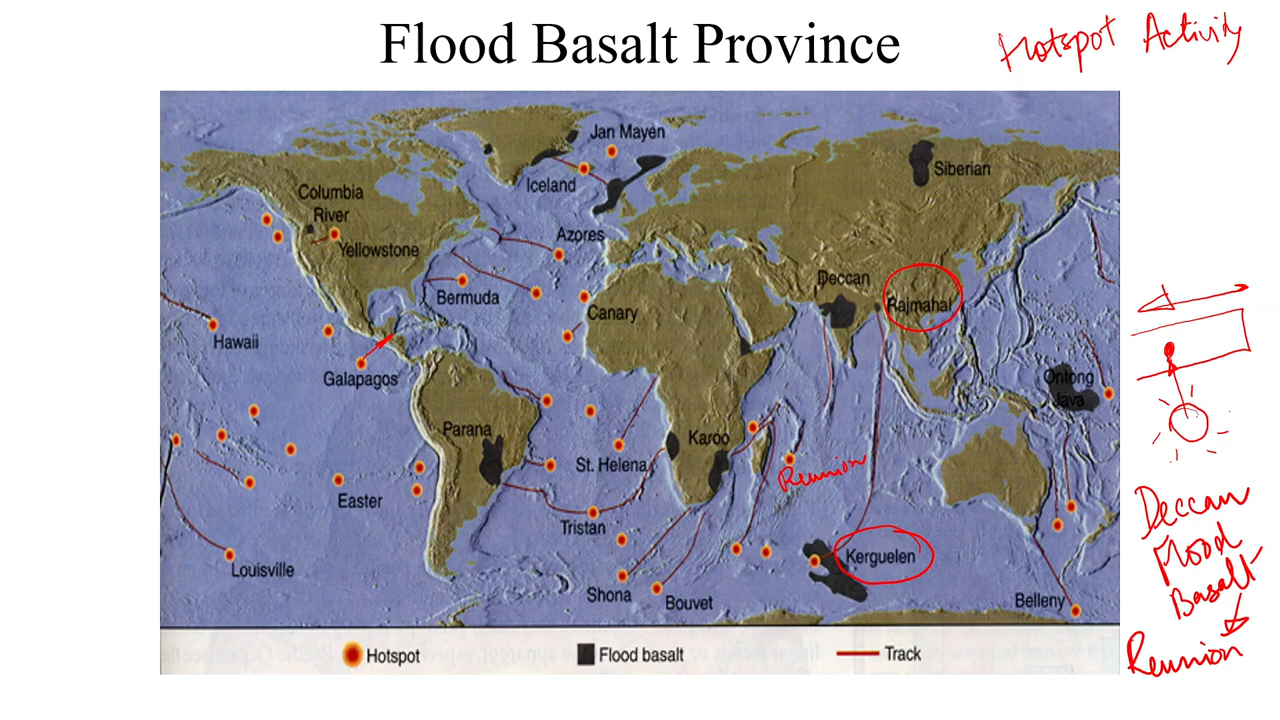 Flood Basalt Province
Hotspot Activity
Jan Mayen
Siberian
Iceland
Columbia
River
Yellowstone
Azores
Deccan
Rajmahal
Bermuda
Canary
Hawaii
Galapagos
Ontong
Java
Parana
Karoo
St. Helena
Reunion
Easter
Tristan
Kerguelen
Louisville
Shona
Bouvet
Belleny
Deccan
Flood
Basalt
Reunion
Hotspot
Flood basalt
Track